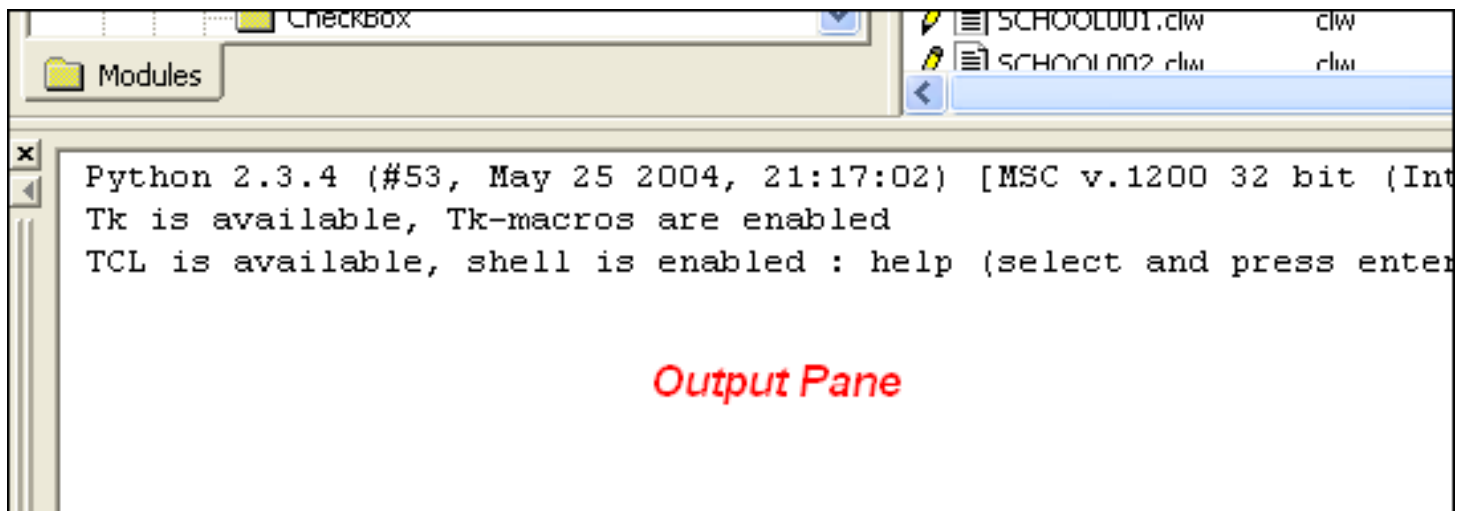 CheckBox
Modules
SCHOOL001.clw clw
SCHOOL002.clw clw
Python 2.3.4 (#53, May 25 2004, 21:17:02) [MSC v.1200 32 bit (Int
Tk is available, Tk-macros are enabled
TCL is available, shell is enabled : help (select and press enter
Output Pane